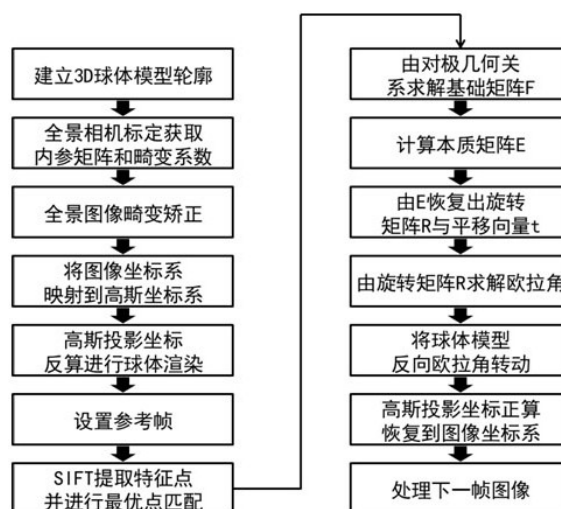 建立3D球体模型轮廓
全景相机标定获取
内参矩阵和畸变系数
全景图像畸变矫正
将图像坐标系
映射到高斯坐标系
高斯投影坐标
反算进行球体渲染
设置参考帧
SIFT提取特征点
并进行最优点匹配
由对极几何关
系求解基础矩阵F
计算本质矩阵E
由E恢复出旋转
矩阵R与平移向量t
由旋转矩阵R求解欧拉角
将球体模型
反向欧拉角转动
高斯投影坐标正算
恢复到图像坐标系
处理下一帧图像